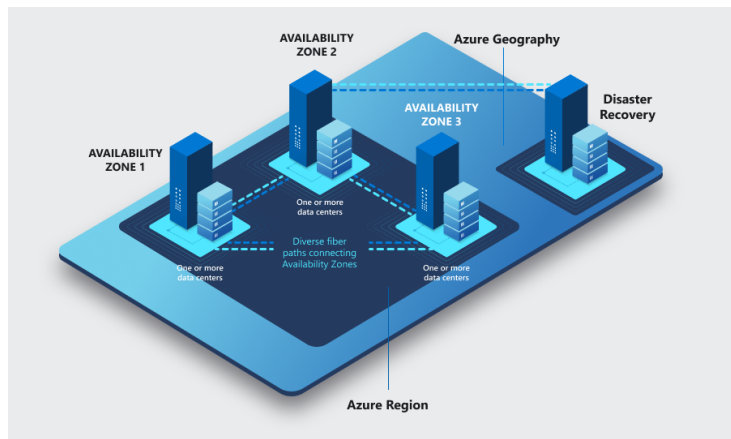 AVAILABILITY
ZONE 2
Azure Geography
Disaster
Recovery
AVAILABILITY
ZONE 3
AVAILABILITY
ZONE 1
One or more
data centers
Diverse fiber
paths connecting
Availability Zones
One or more
data centers
One or more
data centers
Azure Region